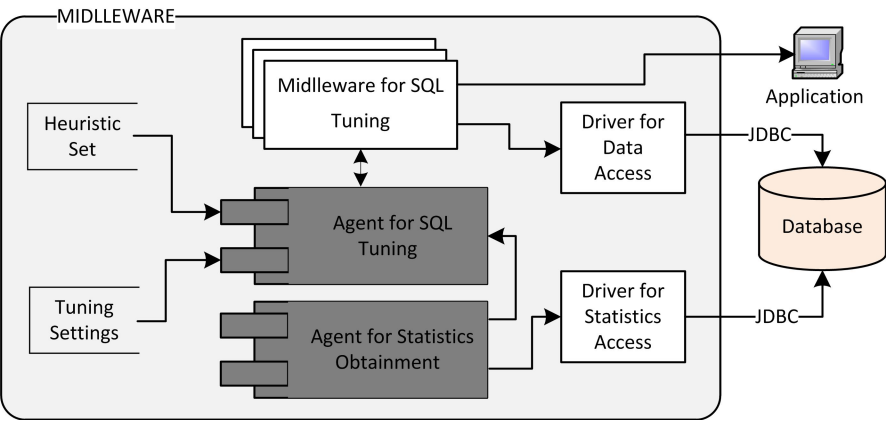 MIDLLEWARE
Midlleware for SQL
Tuning
Application
Heuristic
Set
Driver for
Data
Access
JDBC
Agent for SQL
Tuning
Database
Tuning
Settings
Agent for Statistics
Obtainment
Driver for
Statistics
Access
JDBC